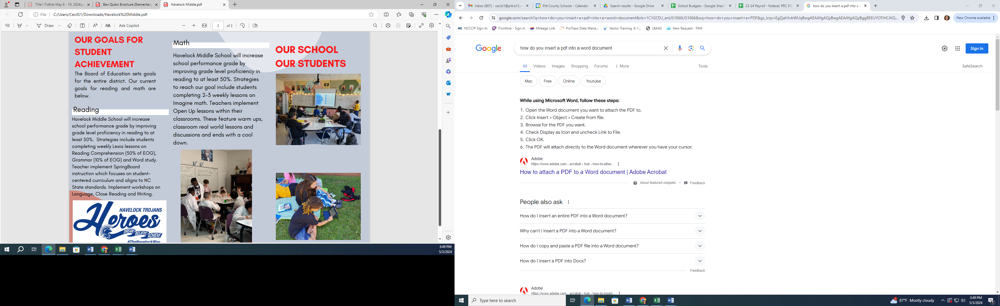 Title I Tidbits May 6 - 10, 2024.pc
Ben Quinn Brochure (Elementary
Havelock Middle.pdf
File
C:/Users/CecilS1/Downloads/Havelock%20Middle.pdf
Draw
Ask Copilot
2
of 2
OUR GOALS FOR
STUDENT
ACHIEVEMENT
The Board of Education sets goals
for the entire district. Our current
goals for reading and math are
below.
Reading
Havelock Middle School will increase
school performance grade by improving
grade level proficiency in reading to at
least 50%. Strategies include students
completing weekly Lexia lessons on
Reading Comprehension (50% of EOG),
Grammar (10% of EOG) and Word study.
Teacher implement SpringBoard
instruction which focuses on student-
centered curriculum and aligns to NC
State standards. Implement workshops on
Language, Close Reading and Writing.
HAVELOCK TROJANS
Heroes
DREAM BELIEVE ACHIEVE
#TheHavelockWay
Math
Havelock Middle School will increase
school performance grade by
improving grade level proficiency in
reading to at least 50%. Strategies
to reach our goal include students
completing 2-3 weekly lessons on
Imagine math. Teachers implement
Open Up lessons within their
classrooms. These feature warm ups,
classroom real world lessons and
discussions and ends with a cool
down.
OUR SCHOOL
OUR STUDENTS
3:49 PM
5/3/2024
Inbox (807) - cecils1@pitt.k12.n
Pitt County Schools - Calendar
Search results - Google Drive
School Budgets - Google Sheet
23-24 Payroll - Federal, PRC 050
how do you insert a pdf into a
google.com/search?q=how+do+you+insert+a+pdf+into+a+word+document&rlz=1C1GCEU_enUS1066US1066&oq=how+do+you+insert+a+PDF&gs_lcrp=EgZjaHJvbWUqBwgAEAAYgAQyBwgAEAAYgAQyBggBEEUYOTIHCAIQ...
New Chrome available
NCCCIP Sign-In
Frontline - Sign In
Mileage Link
ProTraxx Data Mana...
Vector Training, K-1...
LBAAS
New Request - FMX
Google
how do you insert a pdf into a word document
Sign in
All
Videos
Images
Shopping
Forums
More
Tools
SafeSearch
Mac
Free
Online
Youtube
While using Microsoft Word, follow these steps:
1. Open the Word document you want to attach the PDF to.
2. Click Insert > Object > Create from file.
3. Browse for the PDF you want.
4. Check Display as Icon and uncheck Link to File.
5. Click OK.
6. The PDF will attach directly to the Word document wherever you have your cursor.
Adobe
https://www.adobe.com › acrobat › hub › how-to-attac...
How to attach a PDF to a Word document | Adobe Acrobat
About featured snippets
•
Feedback
People also ask
How do I insert an entire PDF into a Word document?
Why can't I insert a PDF into a Word document?
How do I copy and paste a PDF file into a Word document?
How do I insert a PDF into Docs?
Feedback
Adobe
https://www.adobe.com › acrobat › hub › how-to-insert...
Type here to search
87°F Mostly cloudy
3:49 PM
5/3/2024